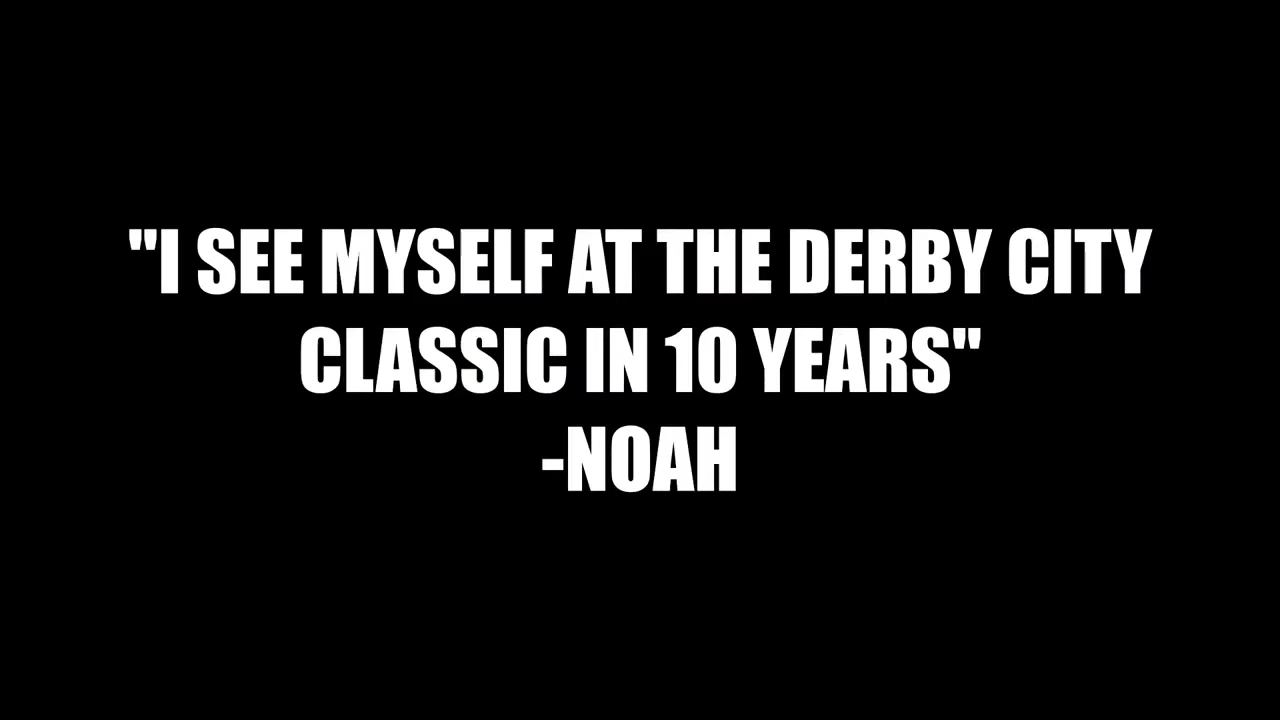 "I SEE MYSELF AT THE DERBY CITY
CLASSIC IN 10 YEARS"
-NOAH